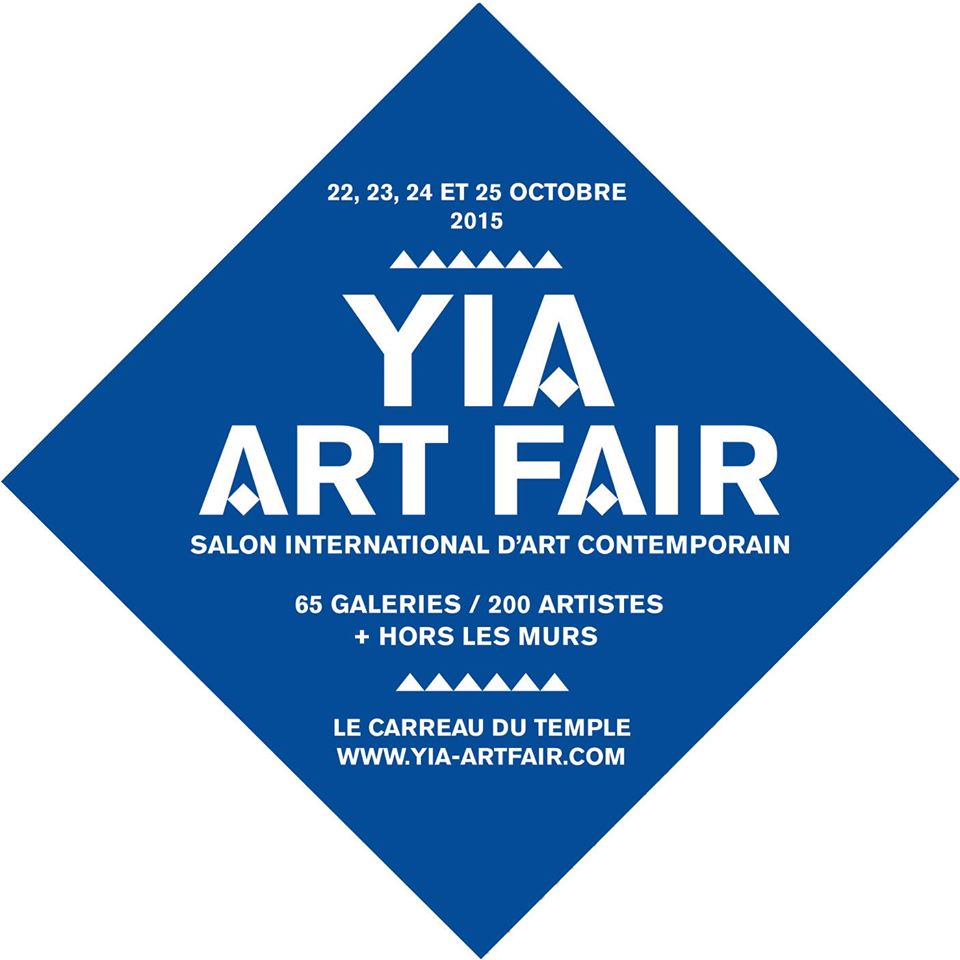 22, 23, 24 ET 25 OCTOBRE
2015
YIA
ART FAIR
SALON INTERNATIONAL D'ART CONTEMPORAIN
65 GALERIES / 200 ARTISTES
+ HORS LES MURS
LE CARREAU DU TEMPLE
WWW.YIA-ARTFAIR.COM